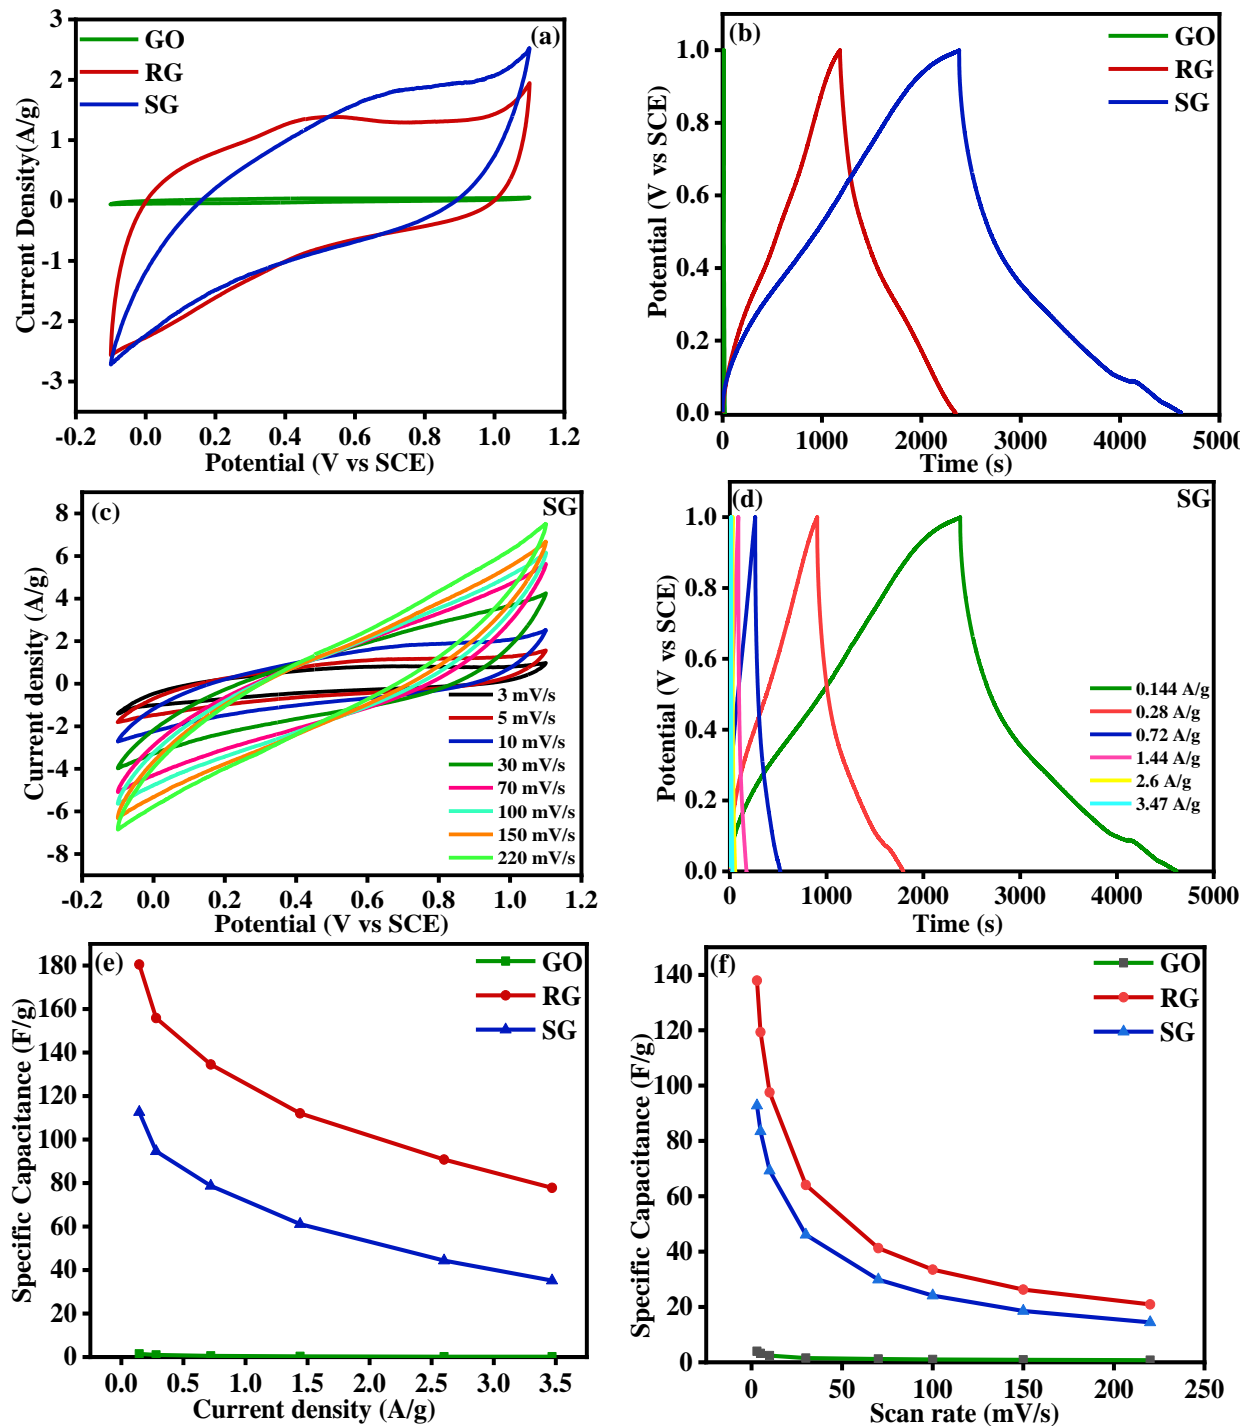 (a)
GO
RG
SG
3
2
1
0
-1
-2
-3
Current Density(A/g)
-0.2 0.0 0.2 0.4 0.6 0.8 1.0 1.2
Potential (V vs SCE)
(b)
GO
RG
SG
1.0
0.8
0.6
0.4
0.2
0.0
Potential (V vs SCE)
0 1000 2000 3000 4000 5000
Time (s)
(c)
SG
8
6
4
2
0
-2
-4
-6
-8
Current density (A/g)
3 mV/s
5 mV/s
10 mV/s
30 mV/s
70 mV/s
100 mV/s
150 mV/s
220 mV/s
-0.2 0.0 0.2 0.4 0.6 0.8 1.0 1.2
Potential (V vs SCE)
(d)
SG
1.0
0.8
0.6
0.4
0.2
0.0
Potential (V vs SCE)
0.144 A/g
0.28 A/g
0.72 A/g
1.44 A/g
2.6 A/g
3.47 A/g
0 1000 2000 3000 4000 5000
Time (s)
(e)
GO
RG
SG
180
160
140
120
100
80
60
40
20
0
Specific Capacitance (F/g)
0.0 0.5 1.0 1.5 2.0 2.5 3.0 3.5
Current density (A/g)
(f)
GO
RG
SG
140
120
100
80
60
40
20
0
Specific Capacitance (F/g)
0 50 100 150 200 250
Scan rate (mV/s)